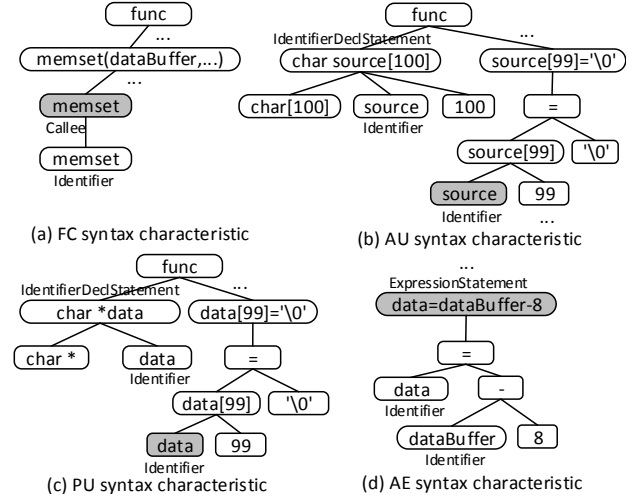 func
...
memset(dataBuffer,...)
...
memset
Callee
memset
Identifier
(a) FC syntax characteristic
func
IdentifierDeclStatement
...
char source[100]
source[99]='\0'
char[100]
source
100
=
Identifier
source[99]
'\0'
source
99
Identifier
...
(b) AU syntax characteristic
func
IdentifierDeclStatement
...
char *data
data[99]='\0'
char *
data
=
Identifier
data[99]
'\0'
data
99
Identifier
(c) PU syntax characteristic
...
ExpressionStatement
data=dataBuffer-8
=
data
-
Identifier
dataBuffer
8
Identifier
(d) AE syntax characteristic